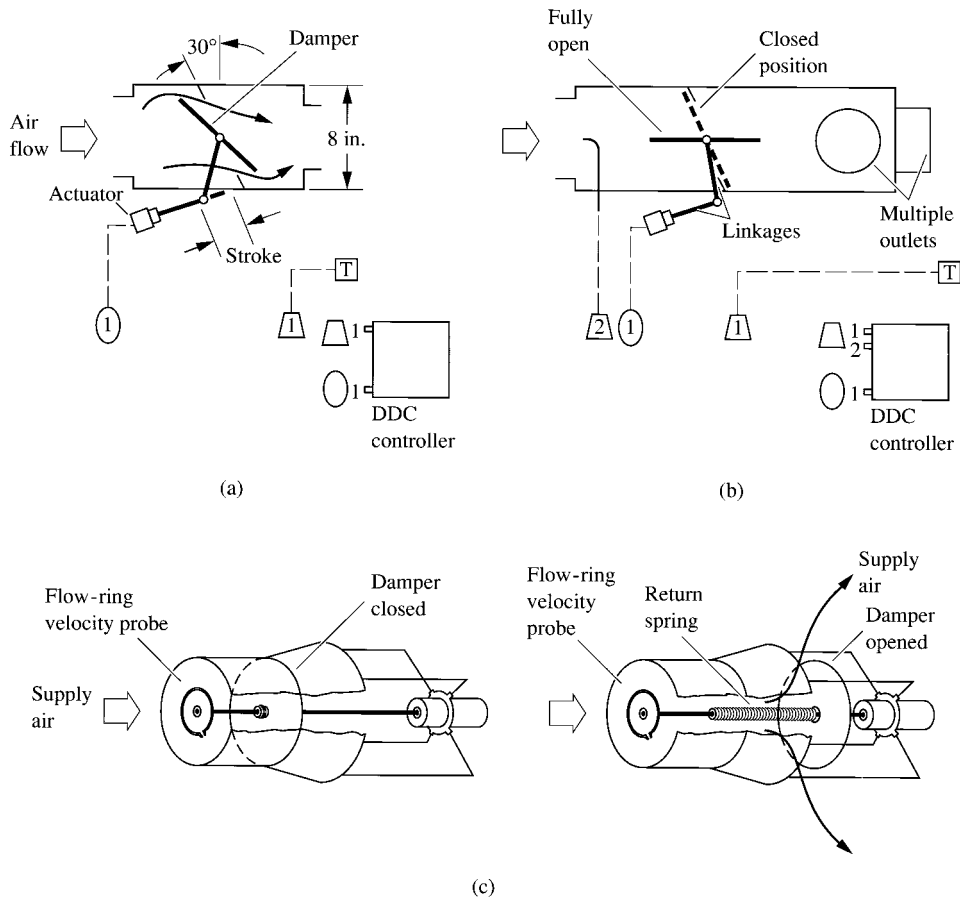 30°
Damper
Air
flow
8 in.
Actuator
Stroke
T
1
1
1
1
DDC
controller
(a)
Fully
open
Closed
position
Linkages
Multiple
outlets
T
2
1
1
1
2
1
DDC
controller
(b)
Flow-ring
velocity probe
Damper
closed
Supply
air
Flow-ring
velocity
probe
Return
spring
Supply
air
Damper
opened
(c)